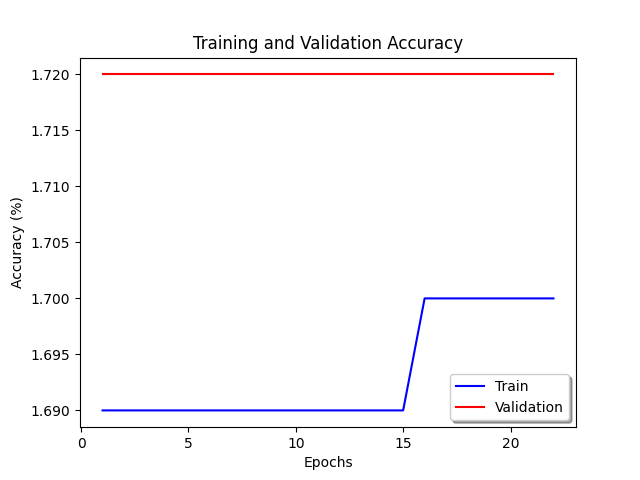 Training and Validation Accuracy
Accuracy (%)
1.720
1.715
1.710
1.705
1.700
1.695
1.690
0 5 10 15 20
Epochs
Train
Validation